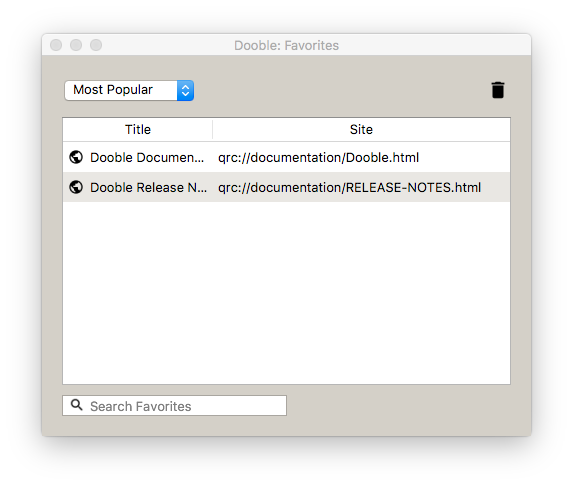 Dooble: Favorites
Most Popular
Title Site
Dooble Documen... qrc://documentation/Dooble.html
Dooble Release N... qrc://documentation/RELEASE-NOTES.html
Search Favorites